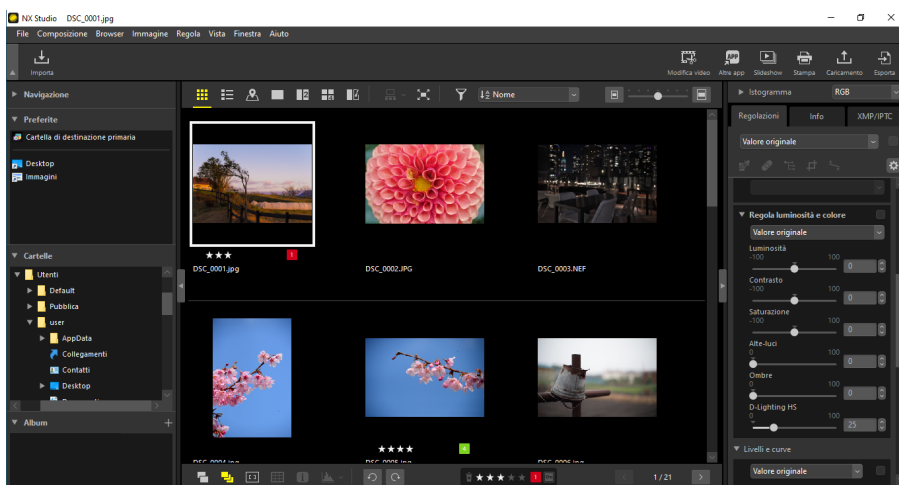 NX Studio DSC_0001.jpg
File Composizione Browser Immagine Regola Vista Finestra Aiuto
Importa
Modifica video Altre app Slideshow Stampa Caricamento Esporta
Navigazione
Preferite
Cartella di destinazione primaria
Desktop
Immagini
Cartelle
Utenti
Default
Pubblica
user
AppData
Collegamenti
Contatti
Desktop
Album
Nome
DSC_0001.jpg
1
DSC_0002.JPG
DSC_0003.NEF
4
1
1/21
Istogramma RGB
Regolazioni Info XMP/IPTC
Valore originale
Regola luminosità e colore
Valore originale
Luminosità
-100 100
0
Contrasto
-100 100
0
Saturazione
-100 100
0
Alte-luci
0 100
0
Ombre
0 100
0
D-Lighting HS
0 100
25
Livelli e curve
Valore originale